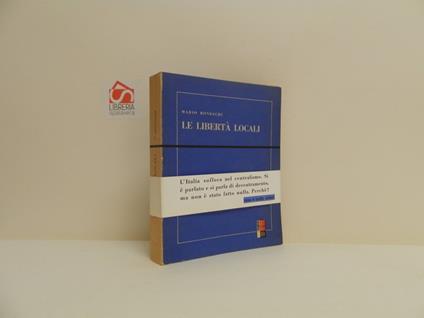 LIBRERIA
MARIO BONESCHI
LE LIBERTÀ LOCALI
L'Italia soffoca nel centralismo. Si
è parlato e si parla di decentramento,
ma non è stato fatto nulla. Perchè?